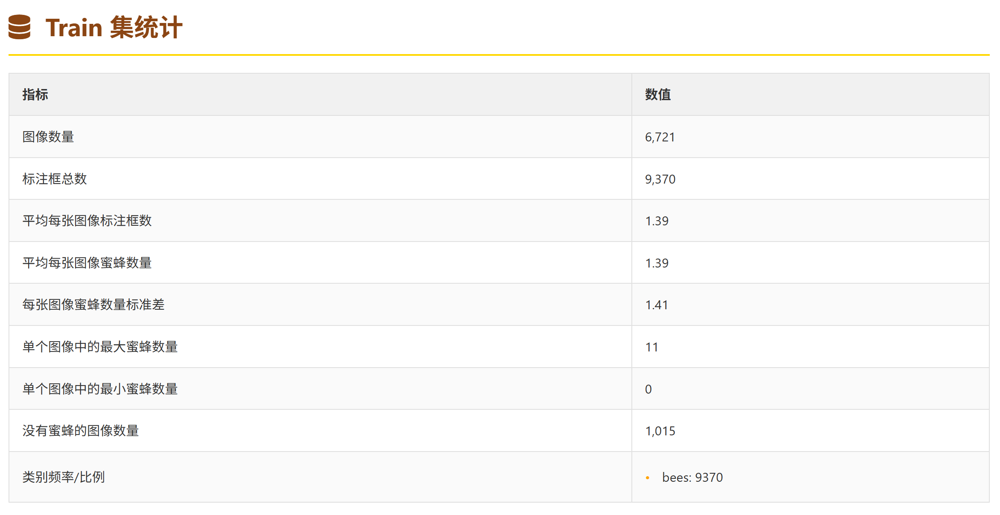 Train 集统计
指标 数值
图像数量 6,721
标注框总数 9,370
平均每张图像标注框数 1.39
平均每张图像蜜蜂数量 1.39
每张图像蜜蜂数量标准差 1.41
单个图像中的最大蜜蜂数量 11
单个图像中的最小蜜蜂数量 0
没有蜜蜂的图像数量 1,015
类别频率/比例 • bees: 9370